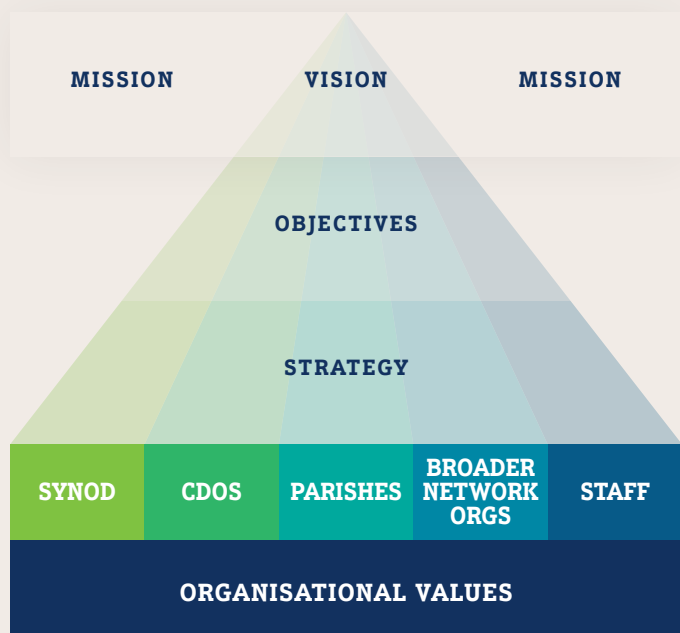 MISSION VISION MISSION
OBJECTIVES
STRATEGY
SYNOD
CDOS
PARISHES
BROADER
NETWORK
ORGS
STAFF
ORGANISATIONAL VALUES